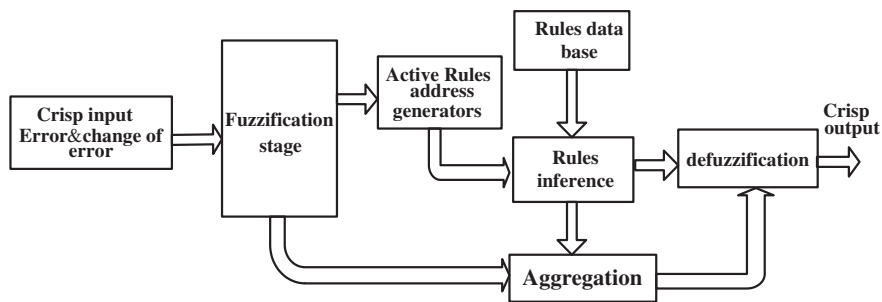 Crisp input
Error&change of
error
Fuzzification
stage
Active Rules
address
generators
Rules data
base
Rules
inference
Aggregation
defuzzification
Crisp
output